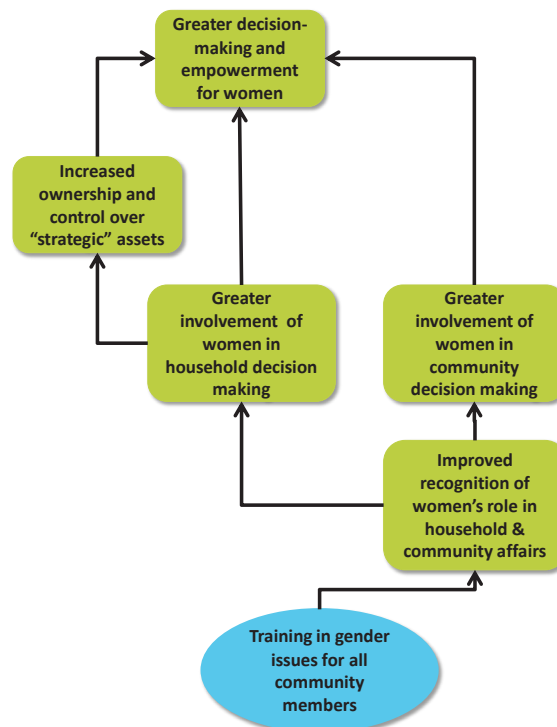 Greater decision-
making and
empowerment
for women
Increased
ownership and
control over
“strategic” assets
Greater
involvement of
women in
household decision
making
Greater
involvement of
women in
community
decision making
Improved
recognition of
women’s role in
household &
community affairs
Training in gender
issues for all
community
members